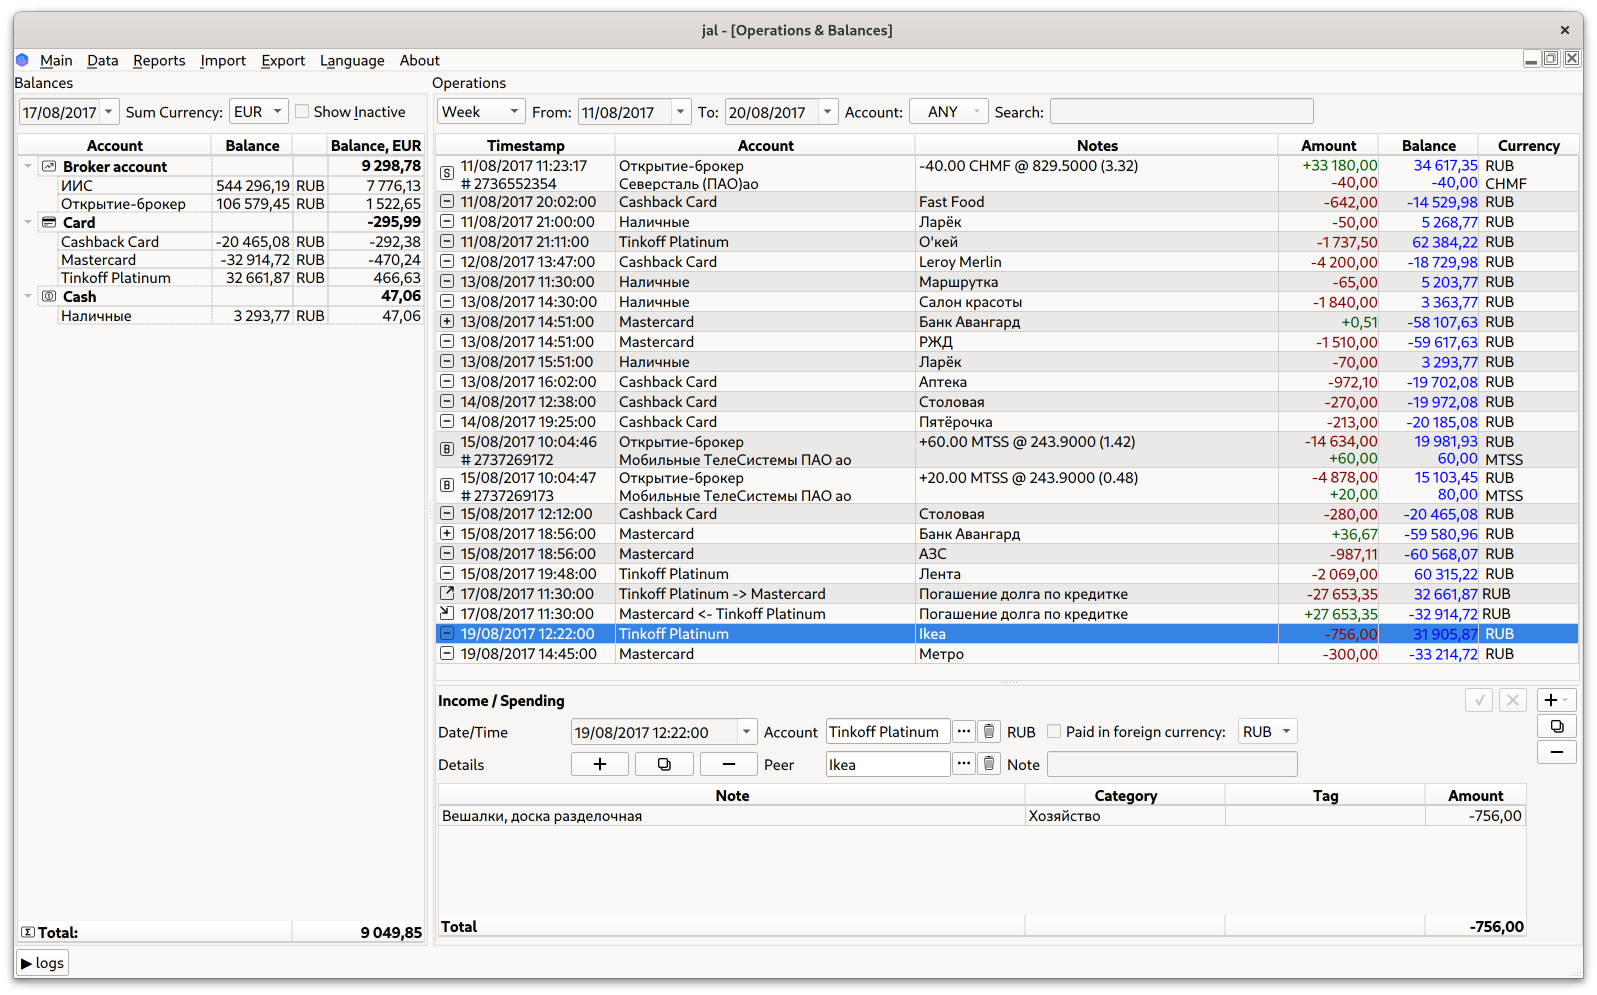 jal - [Operations & Balances]
Main Data Reports Import Export Language About
Balances
17/08/2017 Sum Currency: EUR Show Inactive
Account Balance Balance, EUR
Broker account 9 298,78
ИИС 544 296,19 RUB 7 776,13
Открытие-брокер 106 579,45 RUB 1 522,65
Card -295,99
Cashback Card -20 465,08 RUB -292,38
Mastercard -32 914,72 RUB -470,24
Tinkoff Platinum 32 661,87 RUB 466,63
Cash 47,06
Наличные 3 293,77 RUB 47,06
Total: 9 049,85
Operations
Week From: 11/08/2017 To: 20/08/2017 Account: ANY Search:
Timestamp Account Notes Amount Balance Currency
S 11/08/2017 11:23:17 Открытие-брокер -40.00 CHMF @ 829.5000 (3.32) +33 180,00 34 617,35 RUB
# 2736552354 Северсталь (ПАО)ао -40,00 -40,00 CHMF
11/08/2017 20:02:00 Cashback Card Fast Food -642,00 -14 529,98 RUB
11/08/2017 21:00:00 Наличные Ларёк -50,00 5 268,77 RUB
11/08/2017 21:11:00 Tinkoff Platinum О'кей -1 737,50 62 384,22 RUB
12/08/2017 13:47:00 Cashback Card Leroy Merlin -4 200,00 -18 729,98 RUB
13/08/2017 11:30:00 Наличные Маршрутка -65,00 5 203,77 RUB
13/08/2017 14:30:00 Наличные Салон красоты -1 840,00 3 363,77 RUB
13/08/2017 14:51:00 Mastercard Банк Авангард +0,51 -58 107,63 RUB
13/08/2017 14:51:00 Mastercard РЖД -1 510,00 -59 617,63 RUB
13/08/2017 15:51:00 Наличные Ларёк -70,00 3 293,77 RUB
13/08/2017 16:02:00 Cashback Card Аптека -972,10 -19 702,08 RUB
14/08/2017 12:38:00 Cashback Card Столовая -270,00 -19 972,08 RUB
14/08/2017 19:25:00 Cashback Card Пятёрочка -213,00 -20 185,08 RUB
B 15/08/2017 10:04:46 Открытие-брокер +60.00 MTSS @ 243.9000 (1.42) -14 634,00 19 981,93 RUB
# 2737269172 Мобильные ТелеСистемы ПАО ао +60,00 60,00 MTSS
B 15/08/2017 10:04:47 Открытие-брокер +20.00 MTSS @ 243.9000 (0.48) -4 878,00 15 103,45 RUB
# 2737269173 Мобильные ТелеСистемы ПАО ао +20,00 80,00 MTSS
15/08/2017 12:12:00 Cashback Card Столовая -280,00 -20 465,08 RUB
15/08/2017 18:56:00 Mastercard Банк Авангард +36,67 -59 580,96 RUB
15/08/2017 18:56:00 Mastercard АЗС -987,11 -60 568,07 RUB
15/08/2017 19:48:00 Tinkoff Platinum Лента -2 069,00 60 315,22 RUB
17/08/2017 11:30:00 Tinkoff Platinum -> Mastercard Погашение долга по кредитке -27 653,35 32 661,87 RUB
17/08/2017 11:30:00 Mastercard <- Tinkoff Platinum Погашение долга по кредитке +27 653,35 -32 914,72 RUB
19/08/2017 12:22:00 Tinkoff Platinum Ikea -756,00 31 905,87 RUB
19/08/2017 14:45:00 Mastercard Метро -300,00 -33 214,72 RUB
Income / Spending
Date/Time 19/08/2017 12:22:00 Account Tinkoff Platinum ... RUB Paid in foreign currency: RUB
Details + − Peer Ikea ... Note
Note Category Tag Amount
Вешалки, доска разделочная Хозяйство -756,00
Total -756,00
▶ logs